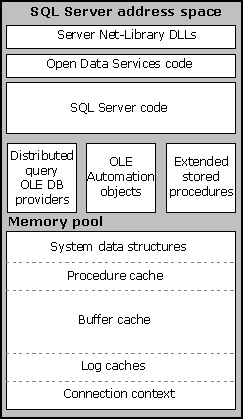 SQL Server address space
Server Net-Library DLLs
Open Data Services code
SQL Server code
Distributed
query
OLE DB
providers
OLE
Automation
objects
Extended
stored
procedures
Memory pool
System data structures
Procedure cache
Buffer cache
Log caches
Connection context